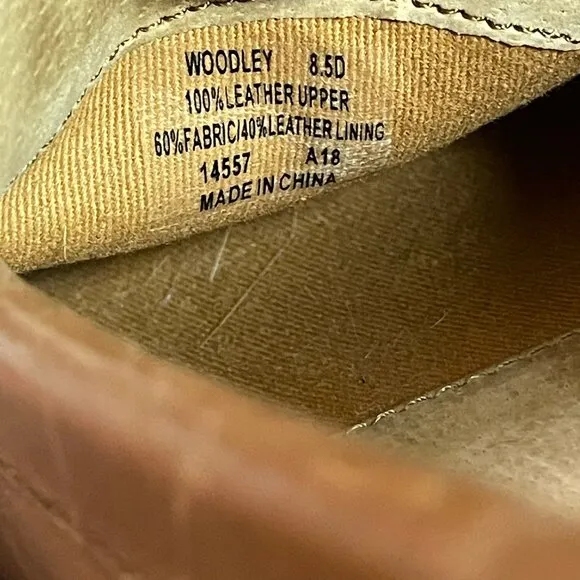 WOODLEY 8.5D
100%LEATHER UPPER
60%FABRIC/40%LEATHER LINING
14557 A18
MADE IN CHINA